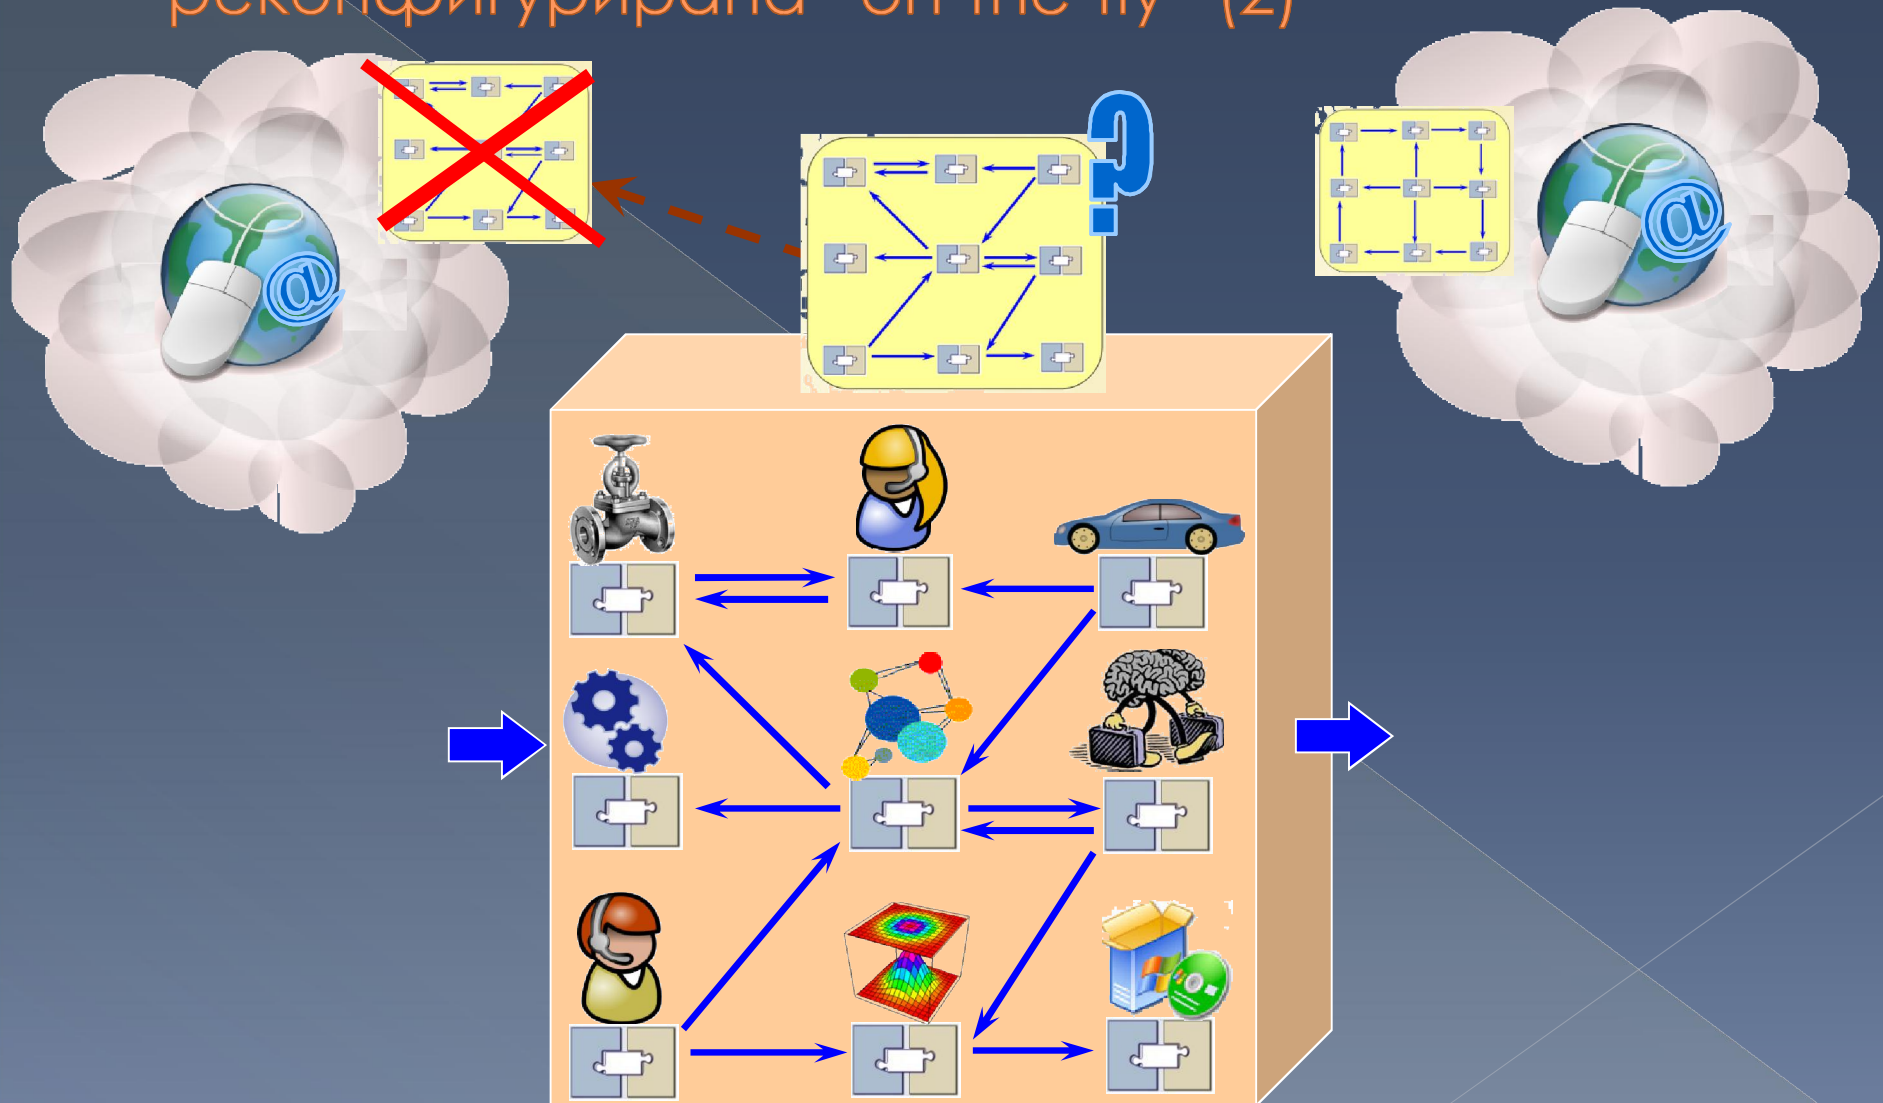 реконфигурирана "on the fly" (2)
@
?
@